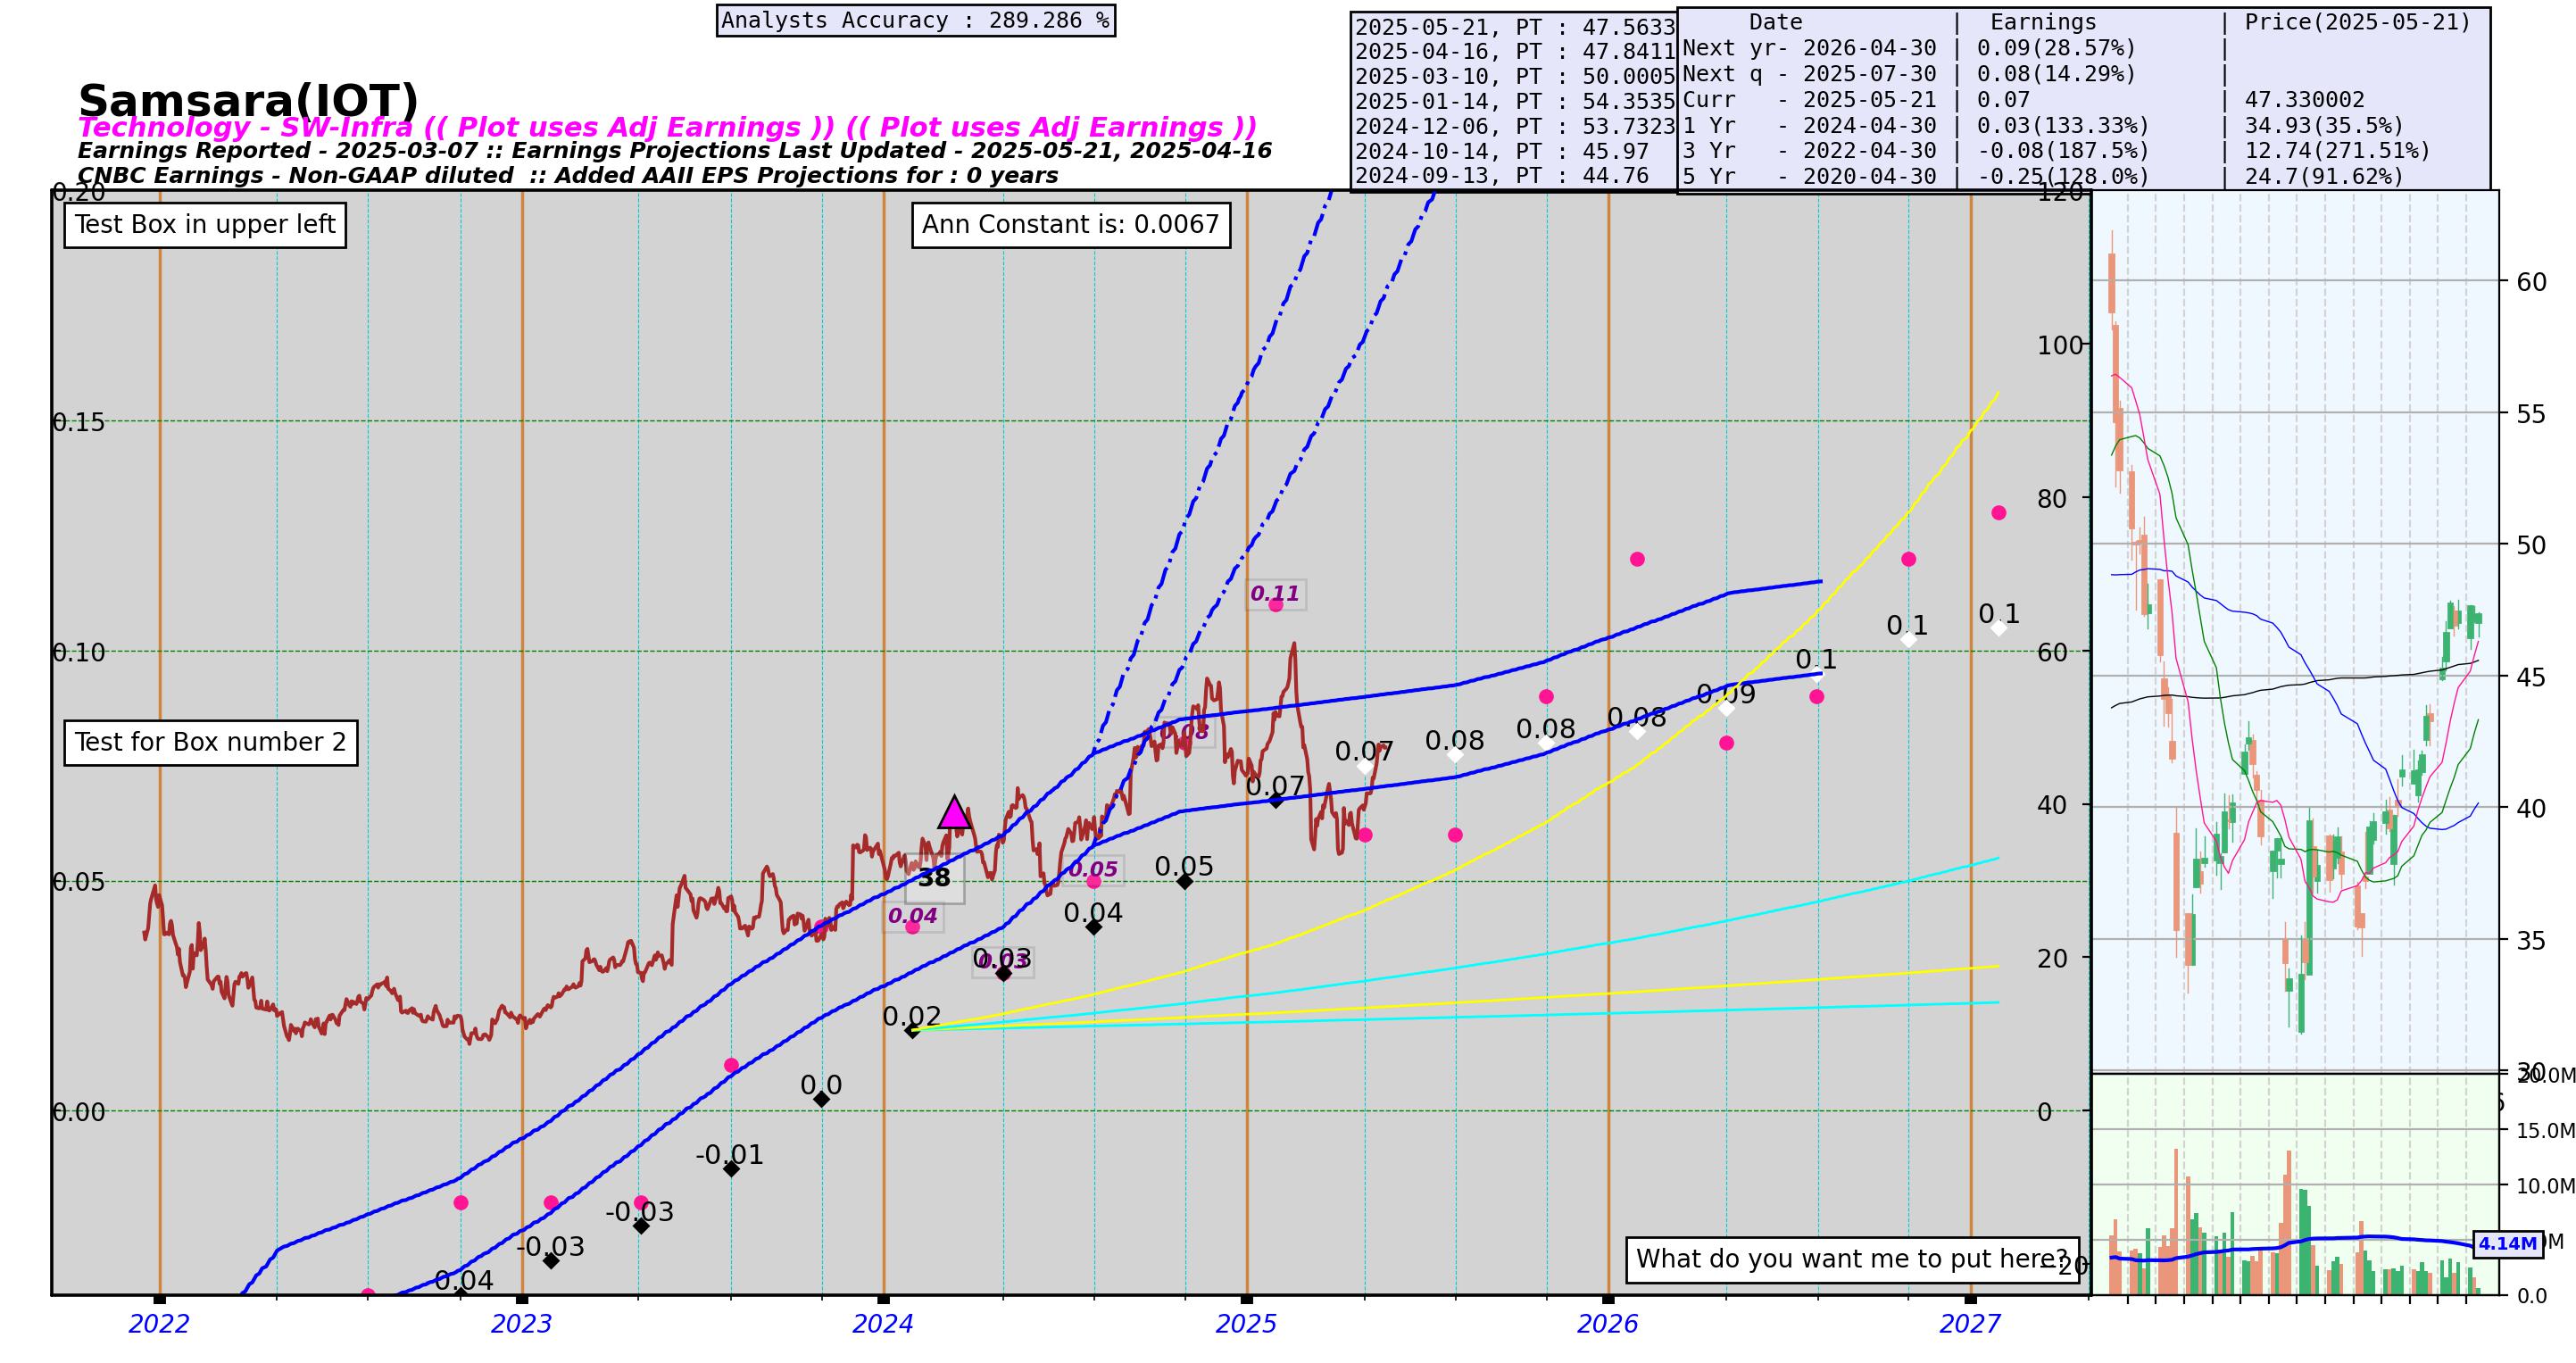 Analysts Accuracy : 289.286 %
2025-05-21, PT : 47.5633
2025-04-16, PT : 47.8411
2025-03-10, PT : 50.0005
2025-01-14, PT : 54.3535
2024-12-06, PT : 53.7323
2024-10-14, PT : 45.97
2024-09-13, PT : 44.76
Date | Earnings | Price(2025-05-21)
Next yr- 2026-04-30 | 0.09(28.57%) |
Next q - 2025-07-30 | 0.08(14.29%) |
Curr - 2025-05-21 | 0.07 | 47.330002
1 Yr - 2024-04-30 | 0.03(133.33%) | 34.93(35.5%)
3 Yr - 2022-04-30 | -0.08(187.5%) | 12.74(271.51%)
5 Yr - 2020-04-30 | -0.25(128.0%) | 24.7(91.62%)
Samsara(IOT)
Technology - SW-Infra (( Plot uses Adj Earnings )) (( Plot uses Adj Earnings ))
Earnings Reported - 2025-03-07 :: Earnings Projections Last Updated - 2025-05-21, 2025-04-16
CNBC Earnings - Non-GAAP diluted :: Added AAII EPS Projections for : 0 years
0.20
0.15
0.10
0.05
0.00
Test Box in upper left
Ann Constant is: 0.0067
Test for Box number 2
What do you want me to put here?
0.04
-0.03
-0.03
-0.01
0.0
0.02
0.03
0.04
0.05
0.07
0.07
0.08
0.08
0.08
0.09
0.1
0.1
0.1
38
0.04
0.03
0.05
0.08
0.11
120
100
80
60
40
20
0
-20
60
55
50
45
40
35
30
20.0M
15.0M
10.0M
4.14M
0.0
2022
2023
2024
2025
2026
2027